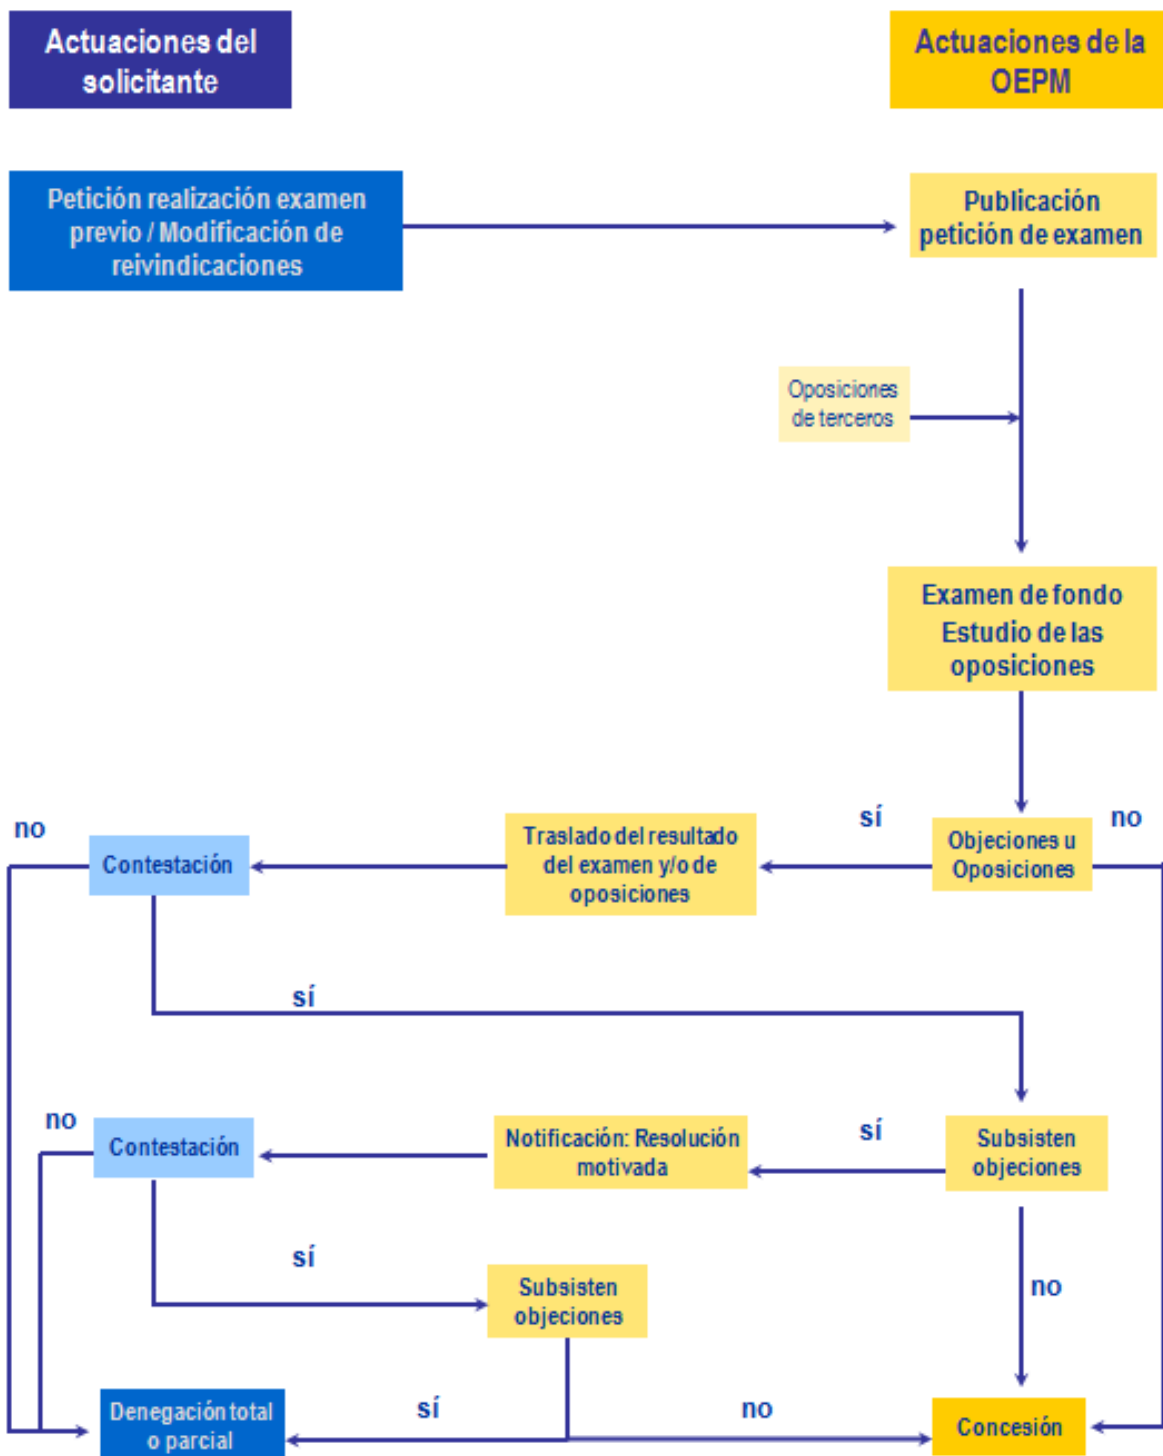 Actuaciones del
solicitante
Actuaciones de la
OEPM
Petición realización examen
previo / Modificación de
reivindicaciones
Publicación
petición de examen
Oposiciones
de terceros
Examen de fondo
Estudio de las
oposiciones
no
Contestación
Traslado del resultado
del examen y/o de
oposiciones
sí
Objeciones u
Oposiciones
no
sí
no
Contestación
Notificación: Resolución
motivada
sí
Subsisten
objeciones
sí
Subsisten
objeciones
no
Denegación total
o parcial
sí
no
Concesión